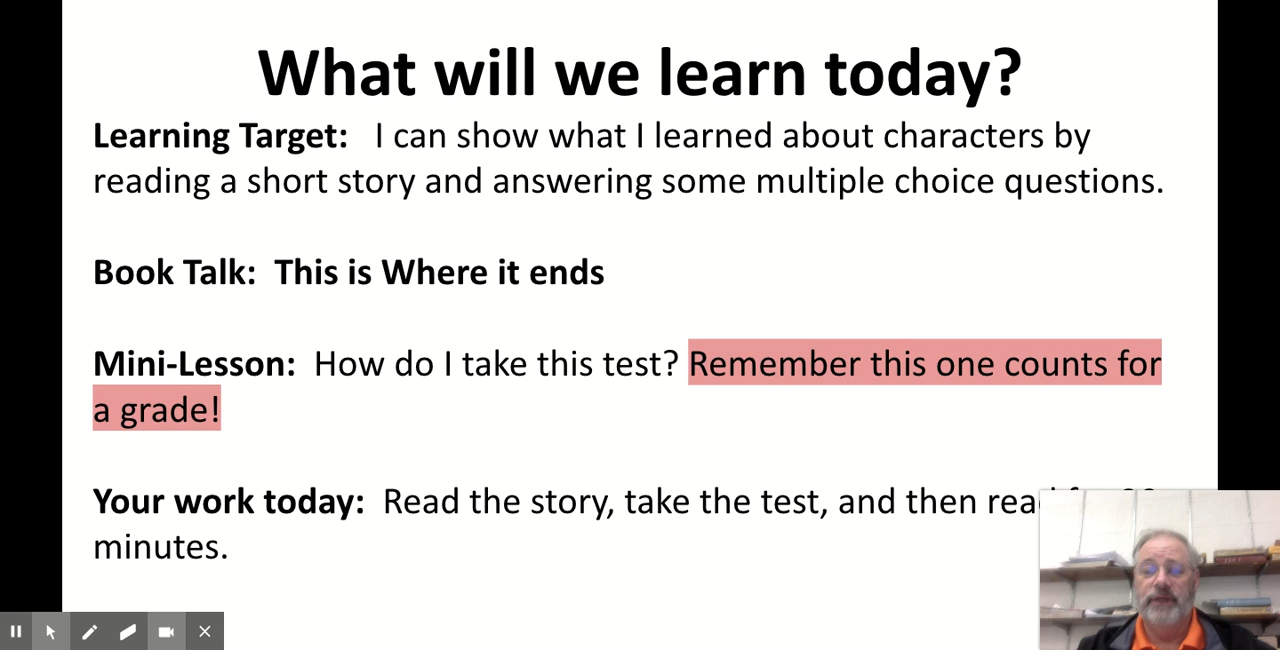 What will we learn today?
Learning Target: I can show what I learned about characters by
reading a short story and answering some multiple choice questions.
Book Talk: This is Where it ends
Mini-Lesson: How do I take this test? Remember this one counts for
a grade!
Your work today: Read the story, take the test, and then read
minutes.